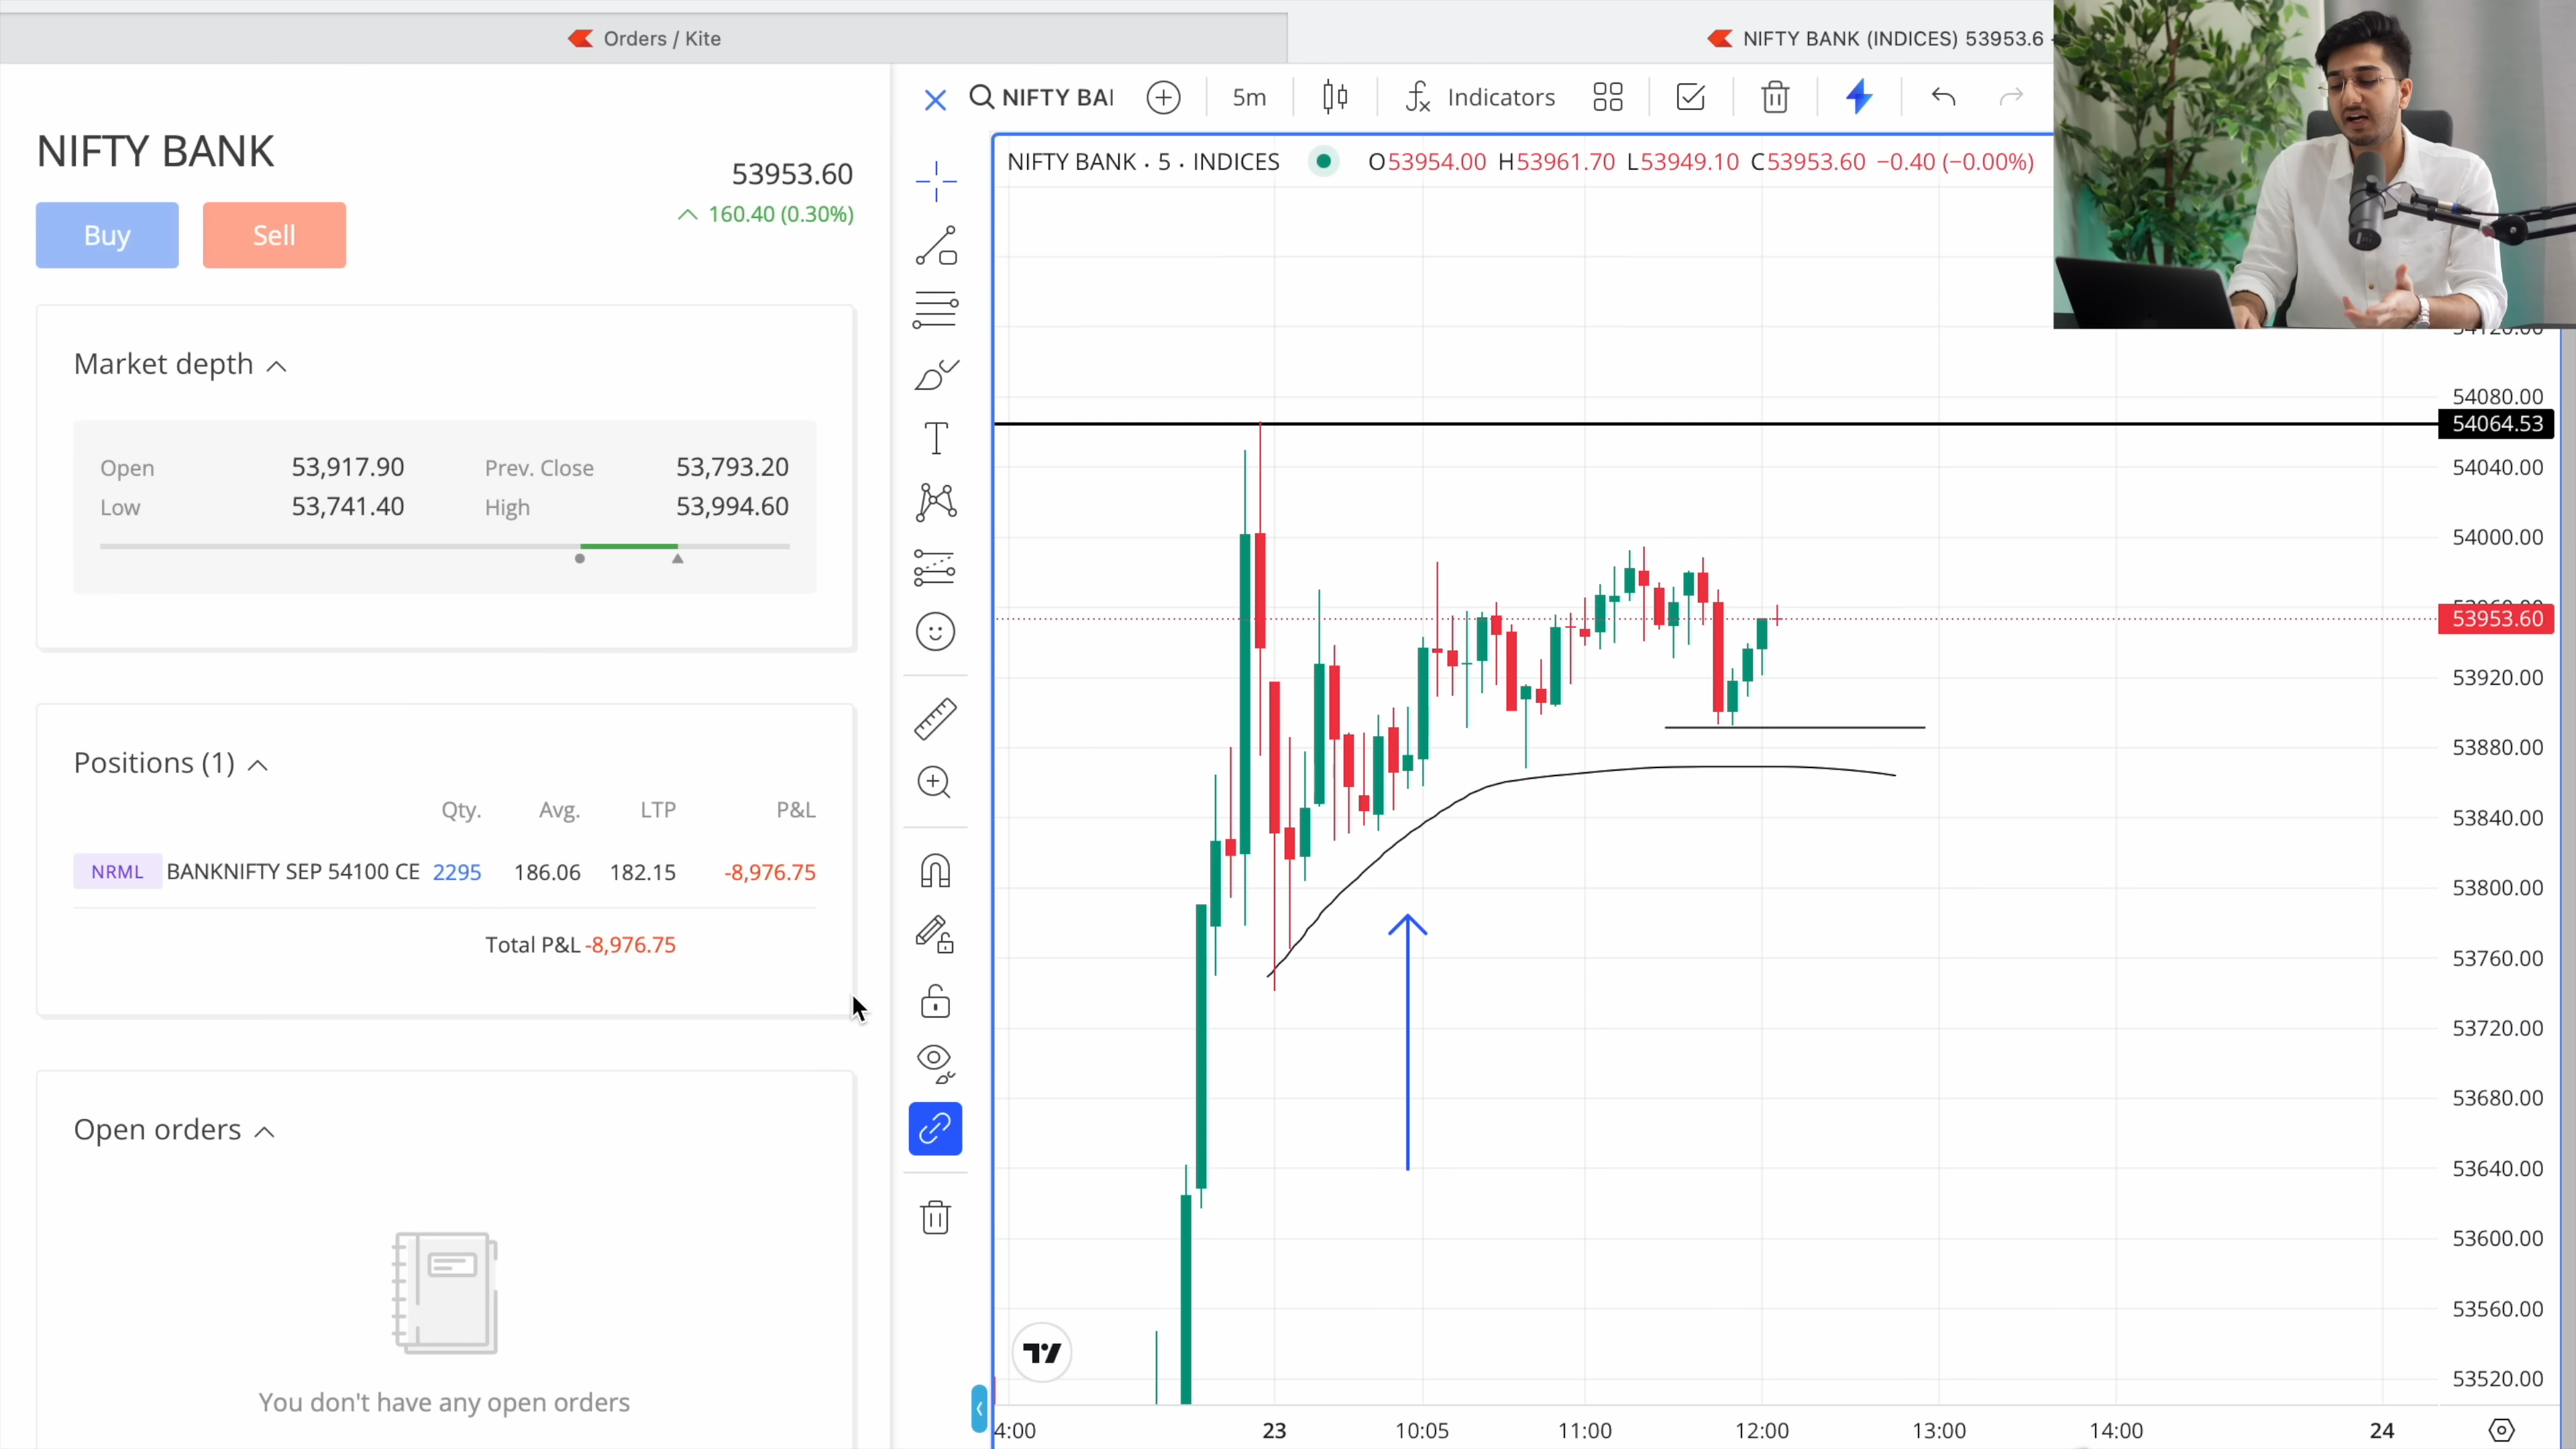 Orders / Kite
NIFTY BANK (INDICES) 53953.6
NIFTY BANK
53953.60
160.40 (0.30%)
Buy
Sell
Market depth
Open 53,917.90 Prev. Close 53,793.20
Low 53,741.40 High 53,994.60
Positions (1)
Qty. Avg. LTP P&L
NRML BANKNIFTY SEP 54100 CE 2295 186.06 182.15 -8,976.75
Total P&L -8,976.75
Open orders
You don't have any open orders
NIFTY BA
5m
Indicators
NIFTY BANK · 5 · INDICES O53954.00 H53961.70 L53949.10 C53953.60 −0.40 (−0.00%)
54080.00
54064.53
54040.00
54000.00
53953.60
53920.00
53880.00
53840.00
53800.00
53760.00
53720.00
53680.00
53640.00
53600.00
53560.00
53520.00
4:00 23 10:05 11:00 12:00 13:00 14:00 24